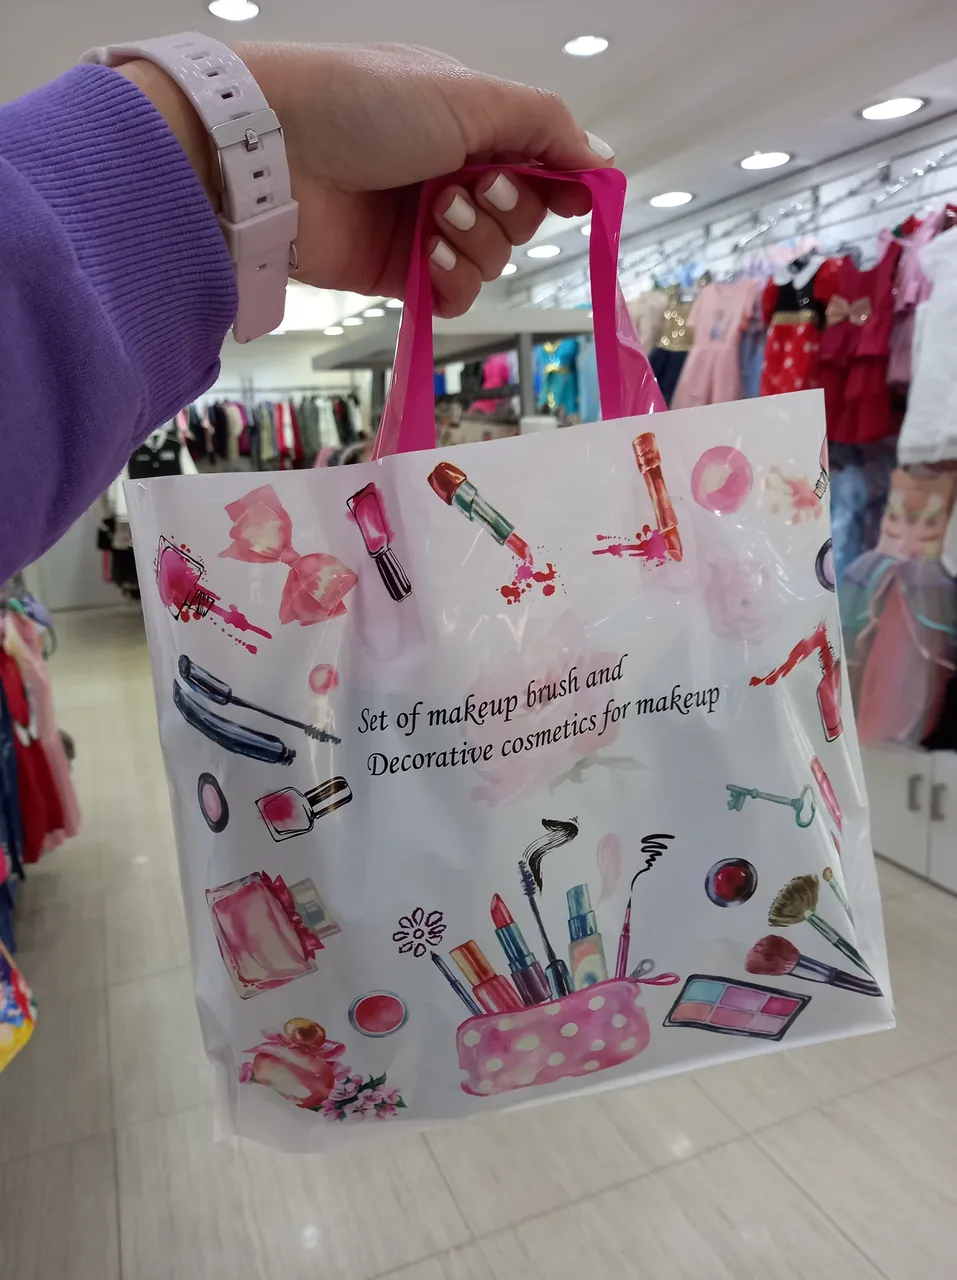 Set of makeup brush and
Decorative cosmetics for makeup